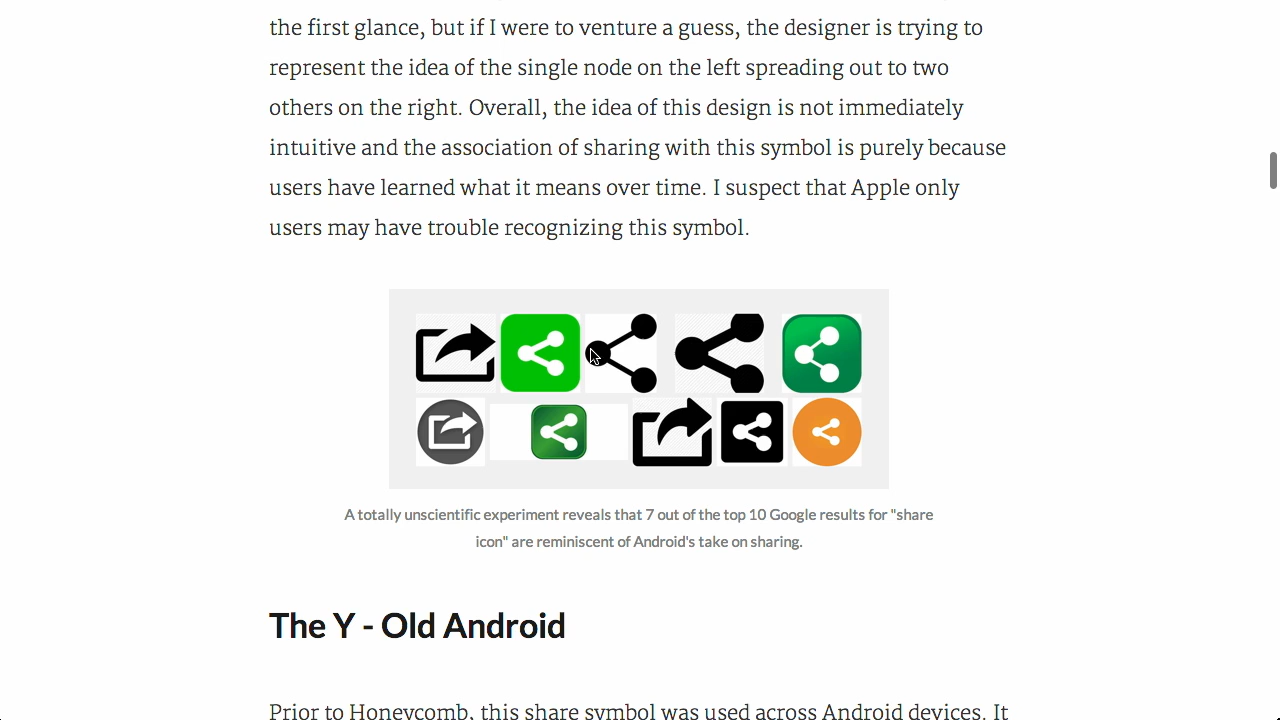 the first glance, but if I were to venture a guess, the designer is trying to
represent the idea of the single node on the left spreading out to two
others on the right. Overall, the idea of this design is not immediately
intuitive and the association of sharing with this symbol is purely because
users have learned what it means over time. I suspect that Apple only
users may have trouble recognizing this symbol.
A totally unscientific experiment reveals that 7 out of the top 10 Google results for "share
icon" are reminiscent of Android's take on sharing.
The Y - Old Android
Prior to Honeycomb, this share symbol was used across Android devices. It